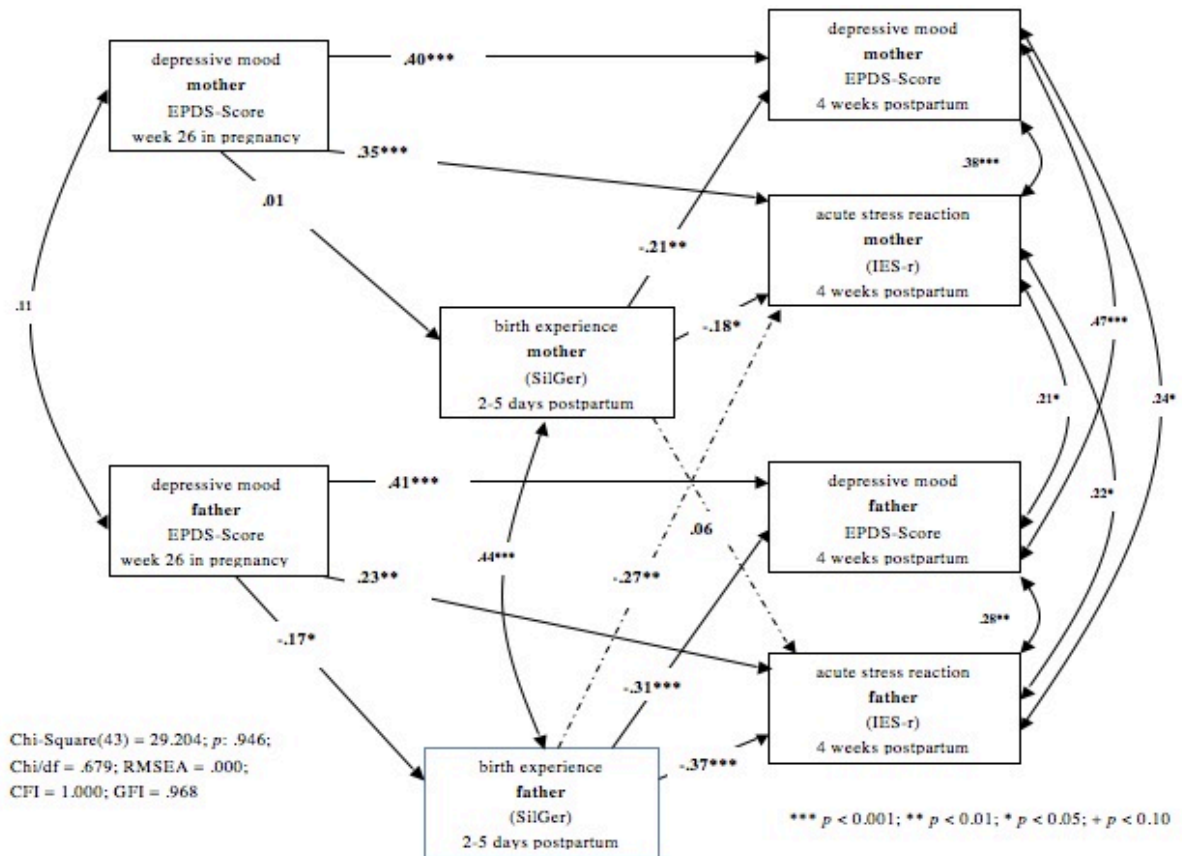 depressive mood
mother
EPDS-Score
week 26 in pregnancy
.40***
depressive mood
mother
EPDS-Score
4 weeks postpartum
.35***
.38***
.01
acute stress reaction
mother
(IES-r)
4 weeks postpartum
-.21**
.11
birth experience
mother
(SilGer)
2-5 days postpartum
-.18*
.47***
.21*
.24*
depressive mood
father
EPDS-Score
week 26 in pregnancy
.41***
depressive mood
father
EPDS-Score
4 weeks postpartum
.22*
.06
.44***
.23**
-.27**
.28**
-.17*
-.31***
acute stress reaction
father
(IES-r)
4 weeks postpartum
Chi-Square(43) = 29.204; p: .946;
Chi/df = .679; RMSEA = .000;
CFI = 1.000; GFI = .968
birth experience
father
(SilGer)
2-5 days postpartum
-.37***
*** p < 0.001; ** p < 0.01; * p < 0.05; + p < 0.10